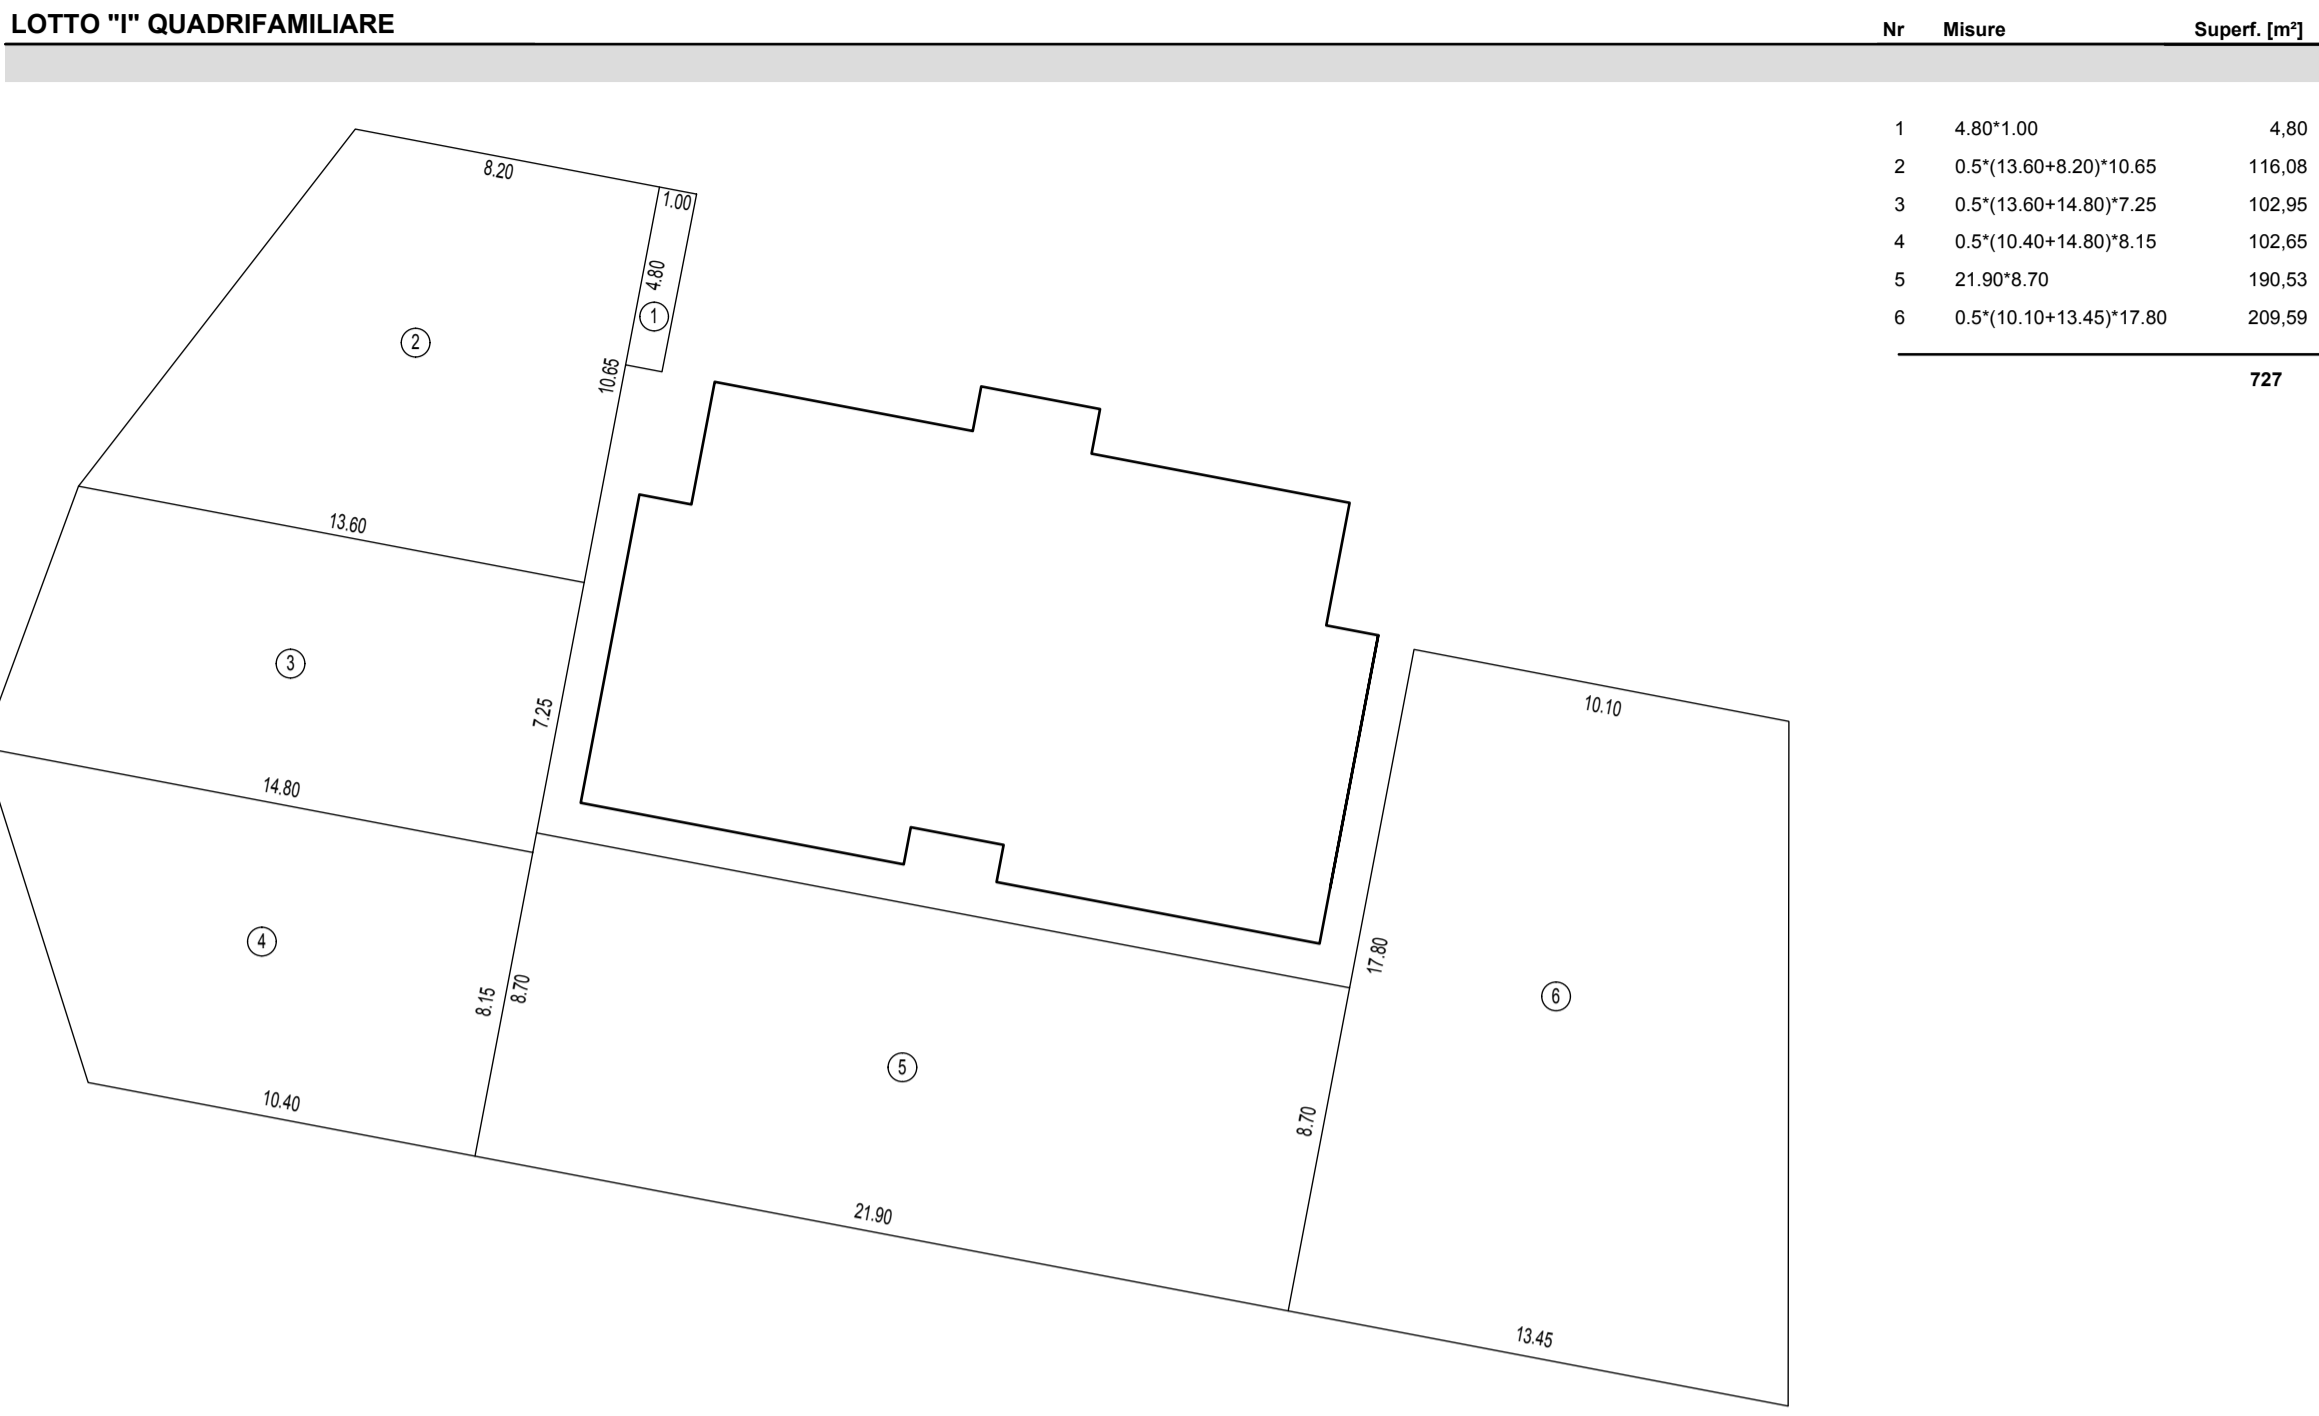 LOTTO "I" QUADRIFAMILIARE
Nr Misure Superf. [m²]
1 4.80*1.00 4,80
2 0.5*(13.60+8.20)*10.65 116,08
3 0.5*(13.60+14.80)*7.25 102,95
4 0.5*(10.40+14.80)*8.15 102,65
5 21.90*8.70 190,53
6 0.5*(10.10+13.45)*17.80 209,59
727
8.20
1.00
4.80
1
2
10.65
13.60
3
7.25
10.10
14.80
4
17.80
8.15
8.70
6
5
10.40
8.70
21.90
13.45